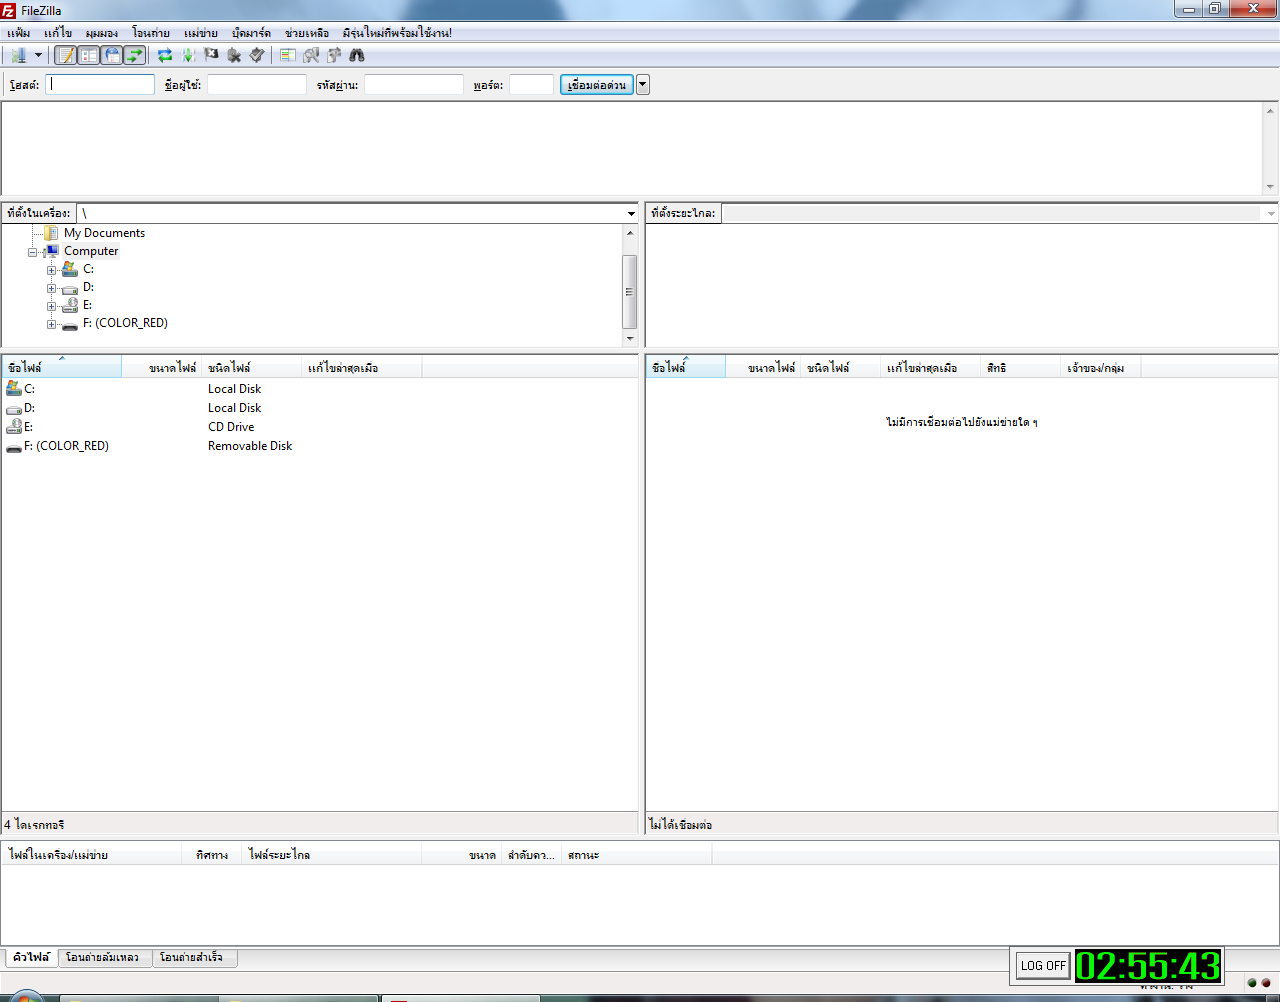 FileZilla
แฟ้ม แก้ไข มุมมอง โอนถ่าย แม่ข่าย บุ๊ดมาร์ด ช่วยเหลือ มีรุ่นใหม่ที่พร้อมใช้งาน!
โฮสต์: ชื่อผู้ใช้: รหัสผ่าน: พอร์ต: เชื่อมต่อด่วน
ที่ตั้งในเครื่อง: \
My Documents
Computer
C:
D:
E:
F: (COLOR_RED)
ที่ตั้งระยะไกล:
ชื่อไฟล์ ขนาดไฟล์ ชนิดไฟล์ แก้ไขล่าสุดเมื่อ
C: Local Disk
D: Local Disk
E: CD Drive
F: (COLOR_RED) Removable Disk
4 ไดเรกทอรี
ชื่อไฟล์ ขนาดไฟล์ ชนิดไฟล์ แก้ไขล่าสุดเมื่อ สิทธิ เจ้าของ/กลุ่ม
ไม่มีการเชื่อมต่อไปยังแม่ข่ายใด ๆ
ไม่ได้เชื่อมต่อ
ไฟล์ในเครื่อง/แม่ข่าย ทิศทาง ไฟล์ระยะไกล ขนาด ลำดับคว... สถานะ
คิวไฟล์ โอนถ่ายล้มเหลว โอนถ่ายสำเร็จ
LOG OFF 02:55:43